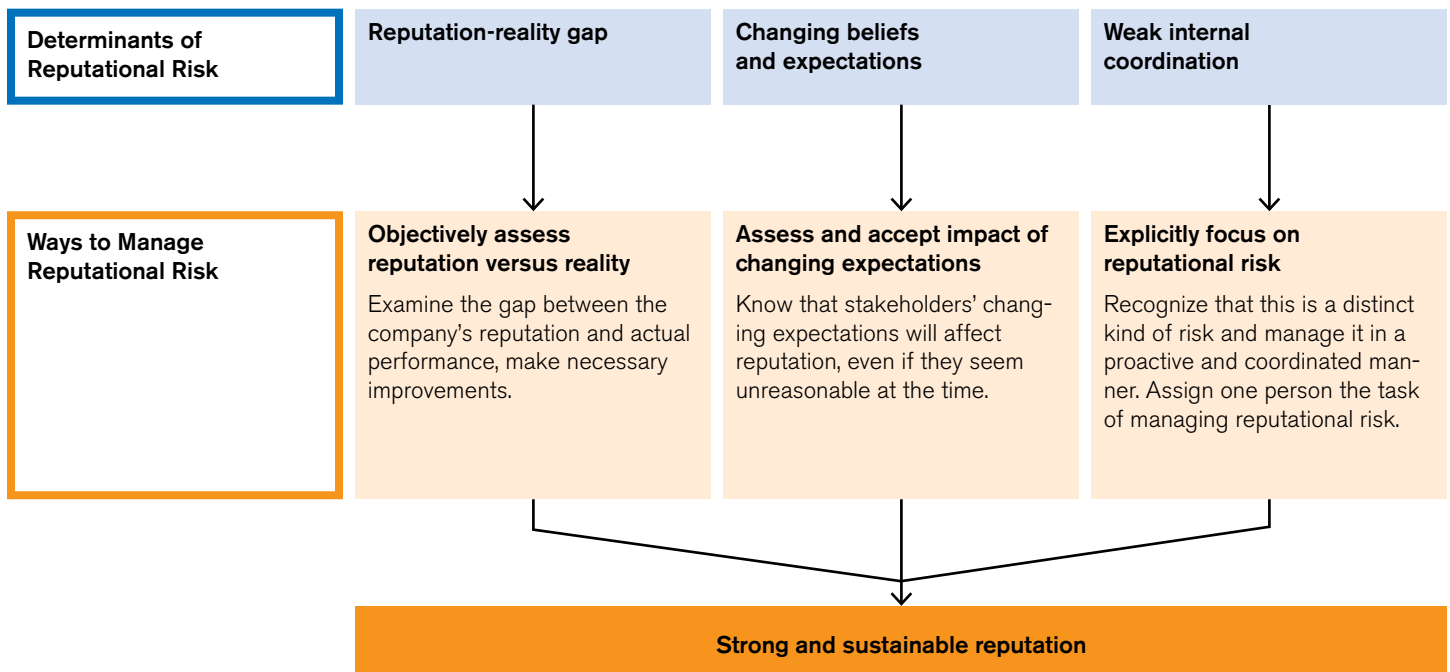 Determinants of
Reputational Risk
Reputation-reality gap
Changing beliefs
and expectations
Weak internal
coordination
Ways to Manage
Reputational Risk
Objectively assess
reputation versus reality
Examine the gap between the
company’s reputation and actual
performance, make necessary
improvements.
Assess and accept impact of
changing expectations
Know that stakeholders’ chang-
ing expectations will affect
reputation, even if they seem
unreasonable at the time.
Explicitly focus on
reputational risk
Recognize that this is a distinct
kind of risk and manage it in a
proactive and coordinated man-
ner. Assign one person the task
of managing reputational risk.
Strong and sustainable reputation